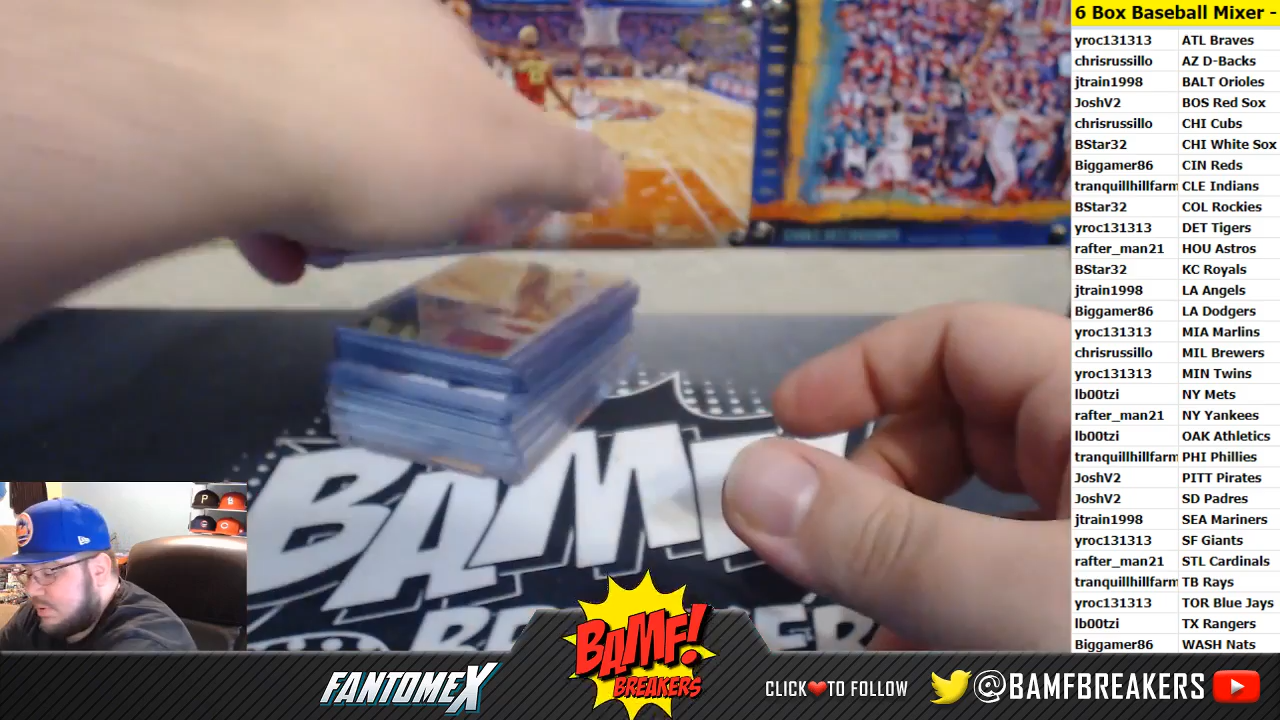 6 Box Baseball Mixer -
yroc131313 ATL Braves
chrisrussillo AZ D-Backs
jtrain1998 BALT Orioles
JoshV2 BOS Red Sox
chrisrussillo CHI Cubs
BStar32 CHI White Sox
Biggamer86 CIN Reds
tranquillhillfarm CLE Indians
BStar32 COL Rockies
yroc131313 DET Tigers
rafter_man21 HOU Astros
BStar32 KC Royals
jtrain1998 LA Angels
Biggamer86 LA Dodgers
yroc131313 MIA Marlins
chrisrussillo MIL Brewers
yroc131313 MIN Twins
lb00tzi NY Mets
rafter_man21 NY Yankees
lb00tzi OAK Athletics
tranquillhillfarm PHI Phillies
JoshV2 PITT Pirates
JoshV2 SD Padres
jtrain1998 SEA Mariners
yroc131313 SF Giants
rafter_man21 STL Cardinals
tranquillhillfarm TB Rays
yroc131313 TOR Blue Jays
lb00tzi TX Rangers
Biggamer86 WASH Nats
BAMF
FANTOMEX
BAMF!
BREAKERS
CLICK❤TO FOLLOW
@BAMFBREAKERS